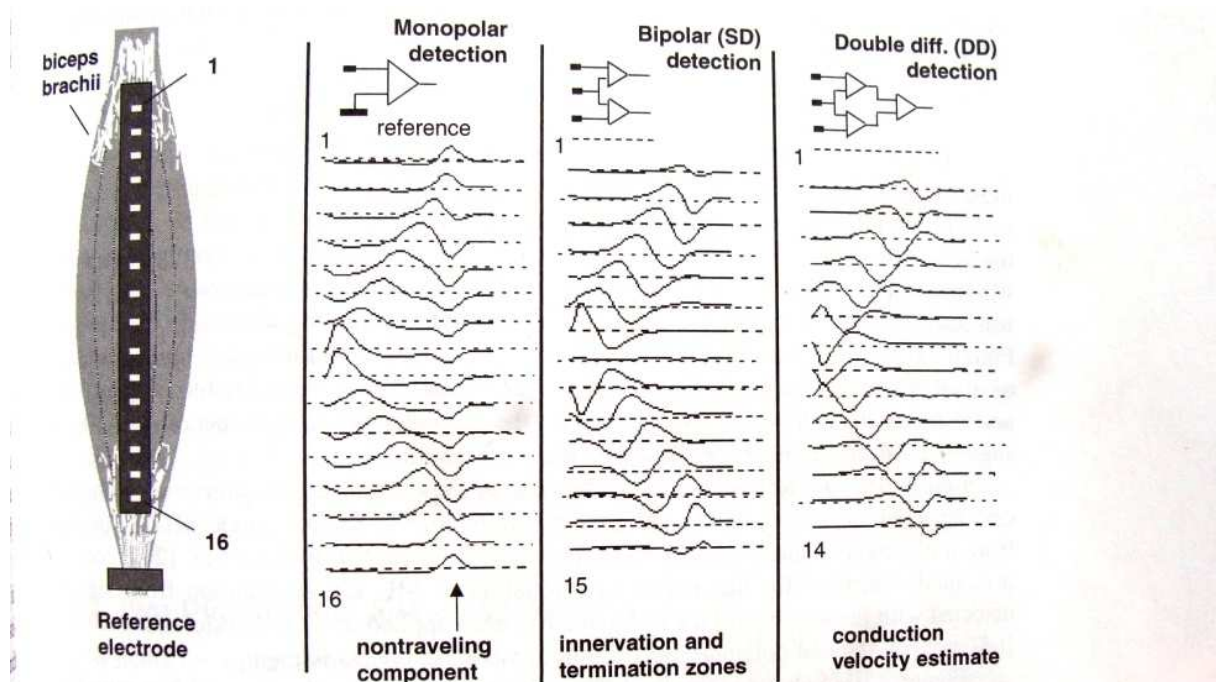 biceps
brachii
1
16
Reference
electrode
Monopolar
detection
reference
1
16
nontraveling
component
Bipolar (SD)
detection
1
15
innervation and
termination zones
Double diff. (DD)
detection
1
14
conduction
velocity estimate